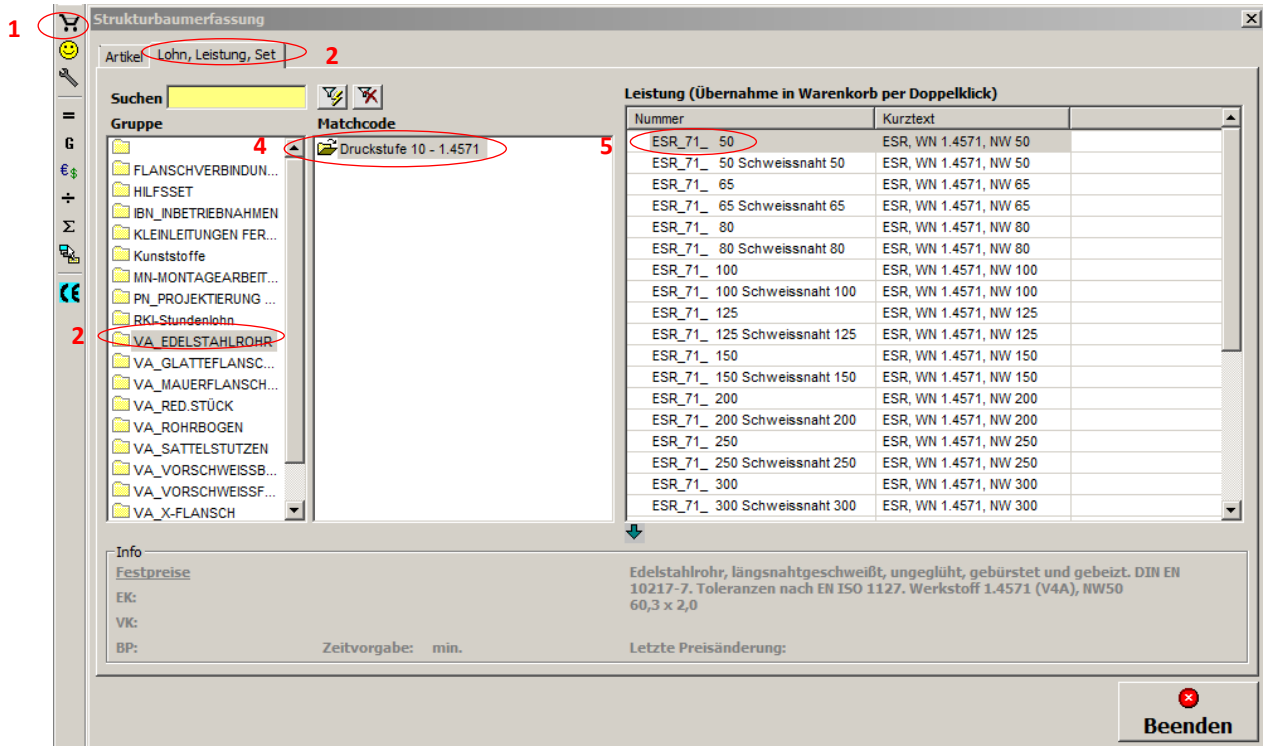 1
Strukturbaumerfassung
Artikel
Lohn, Leistung, Set
2
Suchen
Leistung (Übernahme in Warenkorb per Doppelklick)
Gruppe
Matchcode
Nummer
Kurztext
=
G
€$
÷
Σ
CE
FLANSCHVERBINDUN...
HILFSSET
IBN_INBETRIEBNAHMEN
KLEINLEITUNGEN FER...
Kunststoffe
MN-MONTAGEARBEIT...
PN_PROJEKTIERUNG ...
RKI-Stundenlohn
2
VA_EDELSTAHLROHR
VA_GLATTEFLANSC...
VA_MAUERFLANSCH...
VA_RED.STÜCK
VA_ROHRBOGEN
VA_SATTELSTUTZEN
VA_VORSCHWEISSB...
VA_VORSCHWEISSF...
VA_X-FLANSCH
4
Druckstufe 10 - 1.4571
5
ESR_71_ 50 ESR, WN 1.4571, NW 50
ESR_71_ 50 Schweissnaht 50 ESR, WN 1.4571, NW 50
ESR_71_ 65 ESR, WN 1.4571, NW 65
ESR_71_ 65 Schweissnaht 65 ESR, WN 1.4571, NW 65
ESR_71_ 80 ESR, WN 1.4571, NW 80
ESR_71_ 80 Schweissnaht 80 ESR, WN 1.4571, NW 80
ESR_71_ 100 ESR, WN 1.4571, NW 100
ESR_71_ 100 Schweissnaht 100 ESR, WN 1.4571, NW 100
ESR_71_ 125 ESR, WN 1.4571, NW 125
ESR_71_ 125 Schweissnaht 125 ESR, WN 1.4571, NW 125
ESR_71_ 150 ESR, WN 1.4571, NW 150
ESR_71_ 150 Schweissnaht 150 ESR, WN 1.4571, NW 150
ESR_71_ 200 ESR, WN 1.4571, NW 200
ESR_71_ 200 Schweissnaht 200 ESR, WN 1.4571, NW 200
ESR_71_ 250 ESR, WN 1.4571, NW 250
ESR_71_ 250 Schweissnaht 250 ESR, WN 1.4571, NW 250
ESR_71_ 300 ESR, WN 1.4571, NW 300
ESR_71_ 300 Schweissnaht 300 ESR, WN 1.4571, NW 300
Info
Festpreise
EK:
VK:
BP:
Zeitvorgabe: min.
Edelstahlrohr, längsnahtgeschweißt, ungeglüht, gebürstet und gebeizt. DIN EN
10217-7. Toleranzen nach EN ISO 1127. Werkstoff 1.4571 (V4A), NW50
60,3 x 2,0
Letzte Preisänderung:
Beenden